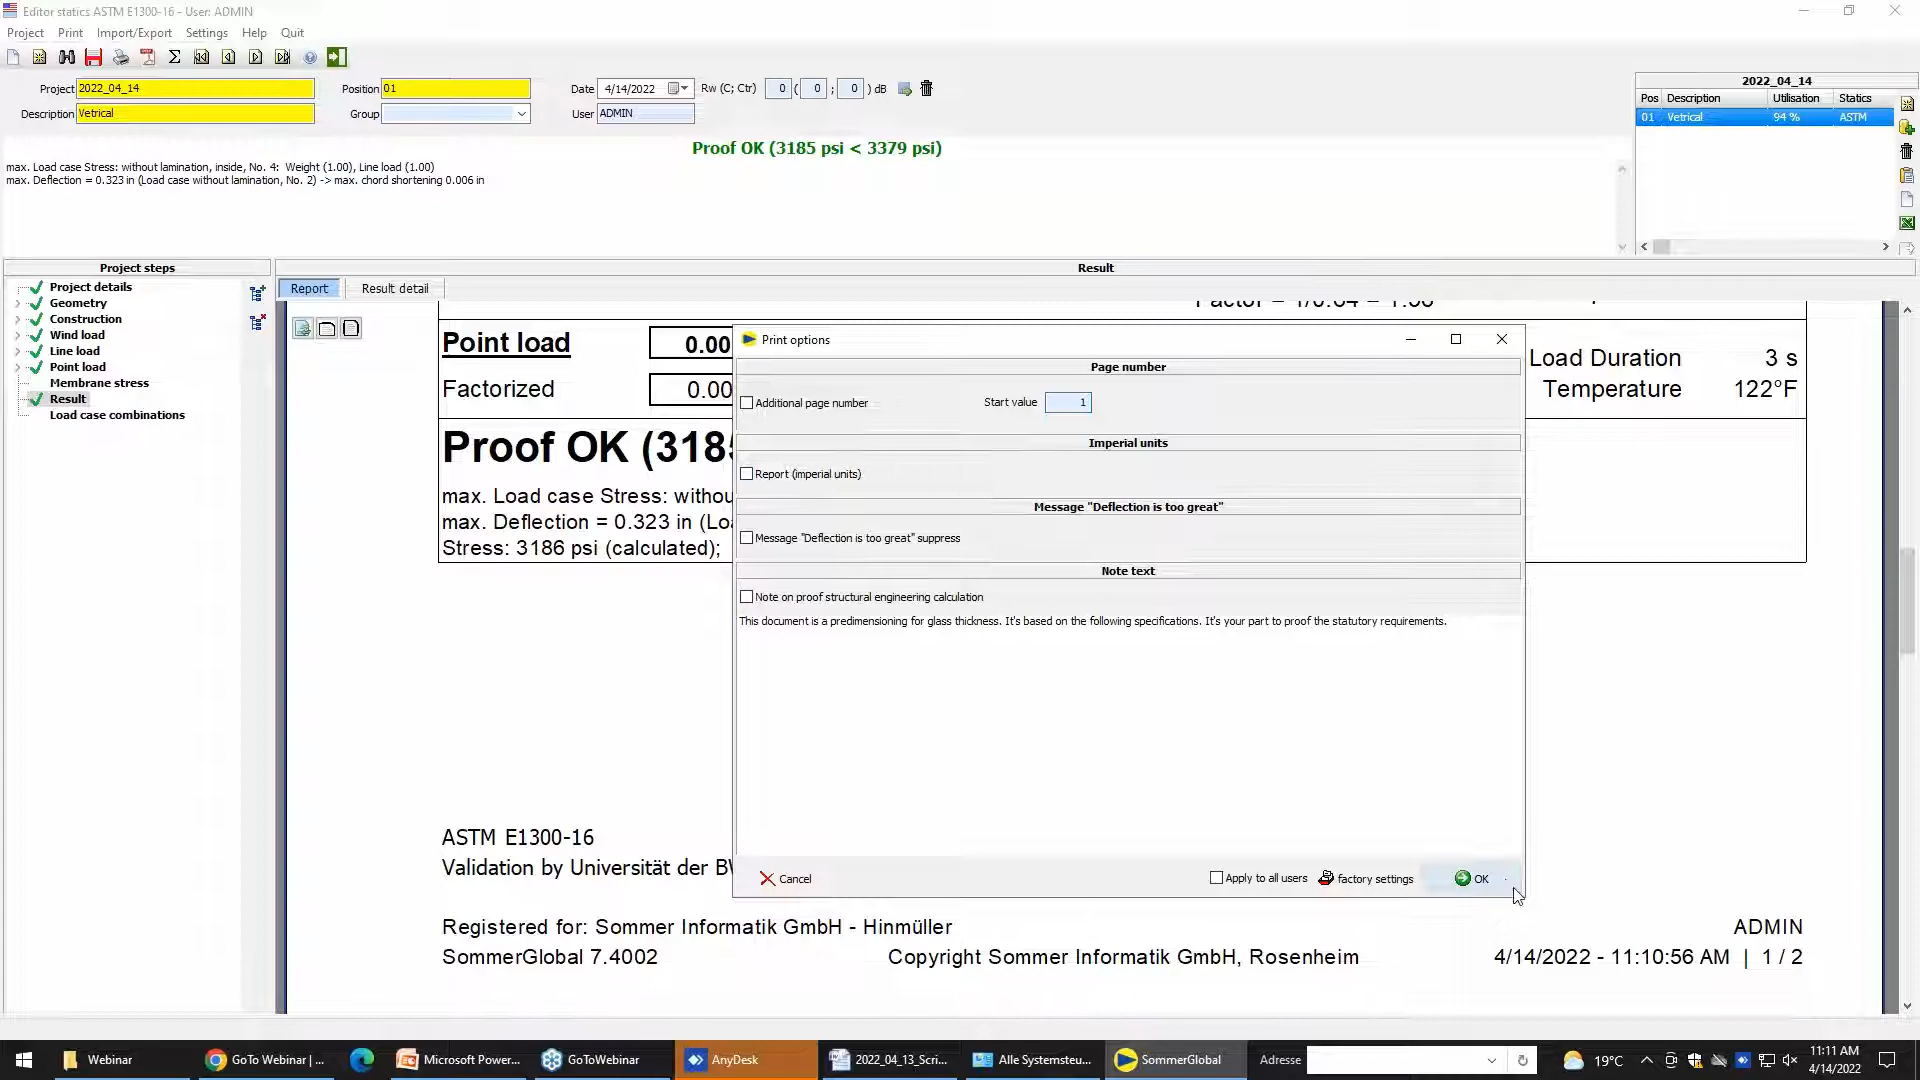 Editor statics ASTM E1300-16 - User: ADMIN
Project Print Import/Export Settings Help Quit
Project 2022_04_14 Position 01 Date 4/14/2022 Rw (C; Ctr) 0 ( 0 ; 0 ) dB
Description Vetrical Group User ADMIN
2022_04_14
Pos Description Utilisation Statics
01 Vetrical 94 % ASTM
Proof OK (3185 psi < 3379 psi)
max. Load case Stress: without lamination, inside, No. 4: Weight (1.00), Line load (1.00)
max. Deflection = 0.323 in (Load case without lamination, No. 2) -> max. chord shortening 0.006 in
Project steps
Project details
Geometry
Construction
Wind load
Line load
Point load
Membrane stress
Result
Load case combinations
Result
Report Result detail
Point load 0.00
Factorized 0.00
Load Duration 3 s
Temperature 122°F
Proof OK (318
max. Load case Stress: withou
max. Deflection = 0.323 in (Lo
Stress: 3186 psi (calculated);
Print options
Page number
Additional page number Start value 1
Imperial units
Report (imperial units)
Message "Deflection is too great"
Message "Deflection is too great" suppress
Note text
Note on proof structural engineering calculation
This document is a predimensioning for glass thickness. It's based on the following specifications. It's your part to proof the statutory requirements.
Cancel Apply to all users factory settings OK
ASTM E1300-16
Validation by Universität der BW
Registered for: Sommer Informatik GmbH - Hinmüller ADMIN
SommerGlobal 7.4002 Copyright Sommer Informatik GmbH, Rosenheim 4/14/2022 - 11:10:56 AM | 1 / 2
Webinar GoTo Webinar | ... Microsoft Power... GoToWebinar AnyDesk 2022_04_13_Scri... Alle Systemsteu... SommerGlobal Adresse 19°C 11:11 AM
4/14/2022